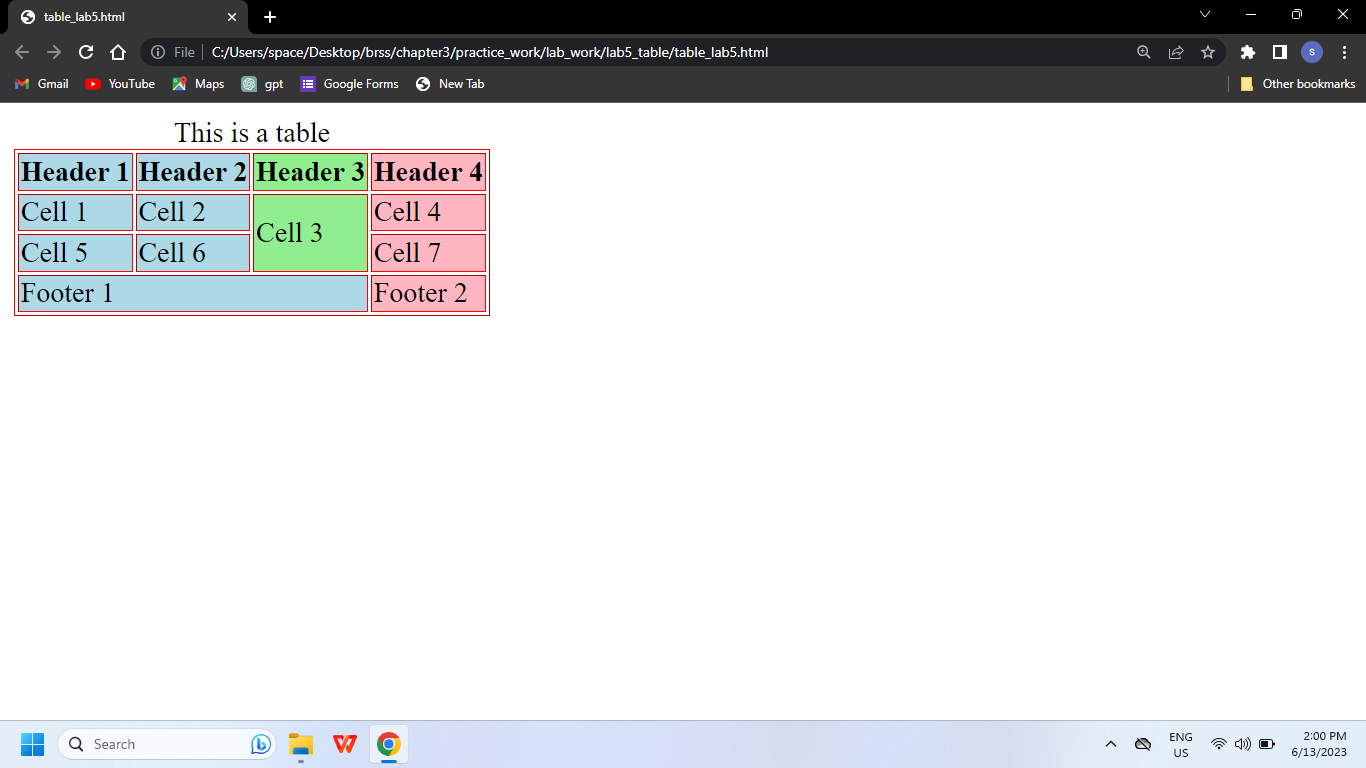 table_lab5.html
File C:/Users/space/Desktop/brss/chapter3/practice_work/lab_work/lab5_table/table_lab5.html S
Gmail YouTube Maps gpt Google Forms New Tab Other bookmarks
This is a table
Header 1 Header 2 Header 3 Header 4
Cell 1 Cell 2 Cell 3 Cell 4
Cell 5 Cell 6 Cell 7
Footer 1 Footer 2
Search
ENG
US
2:00 PM
6/13/2023